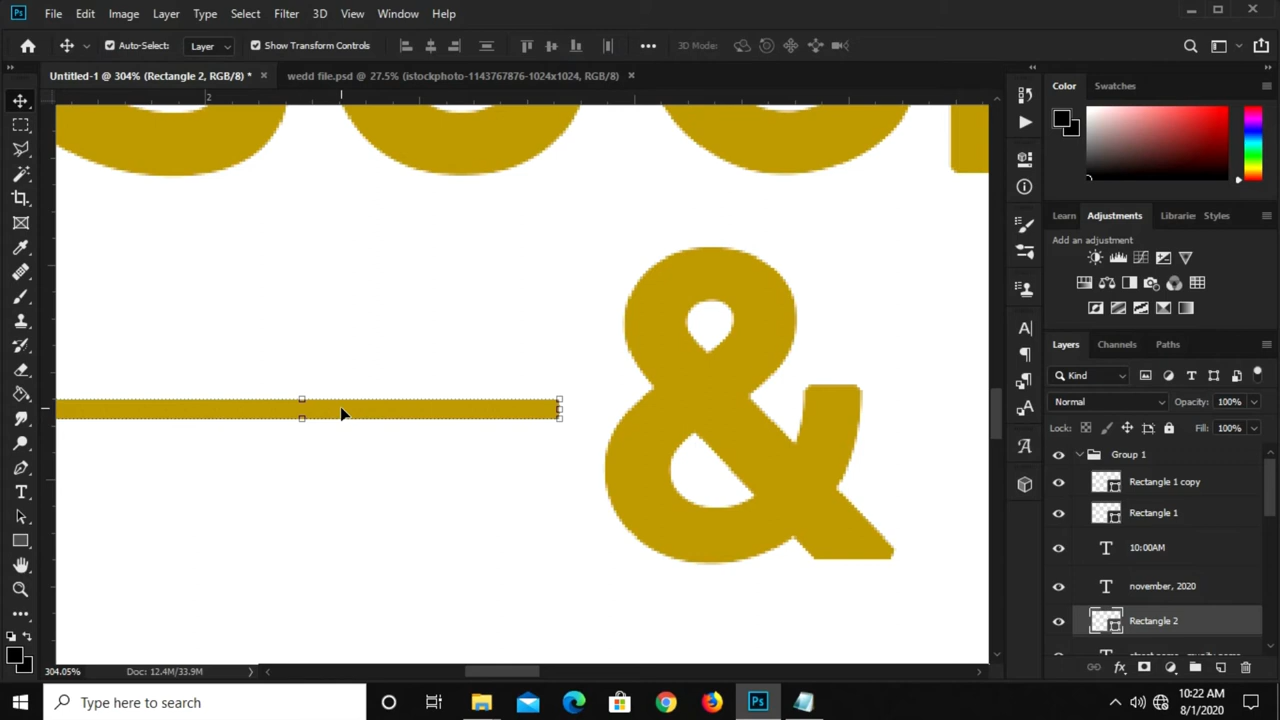 Ps File Edit Image Layer Type Select Filter 3D View Window Help
Auto-Select: Layer Show Transform Controls 3D Mode:
Untitled-1 @ 304% (Rectangle 2, RGB/8) * × wedd file.psd @ 27.5% (istockphoto-1143767876-1024x1024, RGB/8) ×
2
&
Color Swatches
Learn Adjustments Librarie Styles
Add an adjustment
Layers Channels Paths
Kind
Normal Opacity: 100%
Lock: Fill: 100%
Group 1
Rectangle 1 copy
Rectangle 1
T 10:00AM
T november, 2020
Rectangle 2
304.05% Doc: 12.4M/33.9M
Type here to search
Ps
10:22 AM
8/1/2020